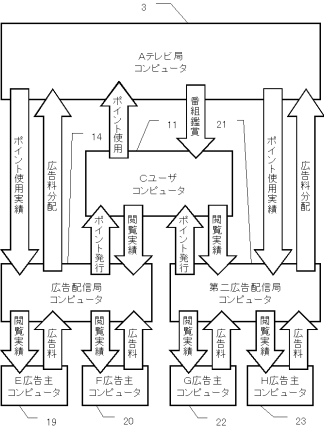 3
Aテレビ局
コンピュータ
ポイント使用実績
広告料分配
ポイント使用
番組鑑賞
ポイント使用実績
広告料分配
14
11
21
Cユーザ
コンピュータ
ポイント発行
閲覧実績
ポイント発行
閲覧実績
広告配信局
コンピュータ
第二広告配信局
コンピュータ
閲覧実績
広告料
閲覧実績
広告料
閲覧実績
広告料
閲覧実績
広告料
E広告主
コンピュータ
F広告主
コンピュータ
G広告主
コンピュータ
H広告主
コンピュータ
19
20
22
23